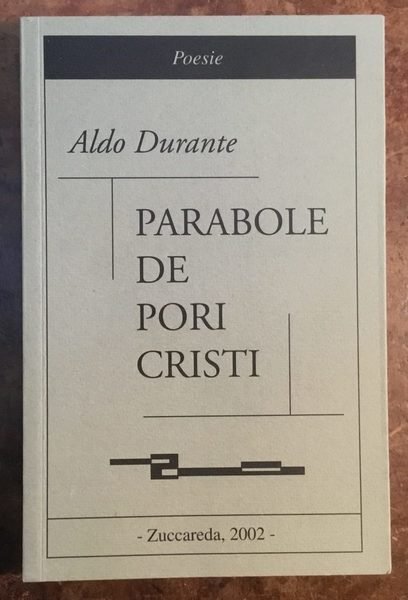 Poesie
Aldo Durante
PARABOLE
DE
PORI
CRISTI
- Zuccareda, 2002 -